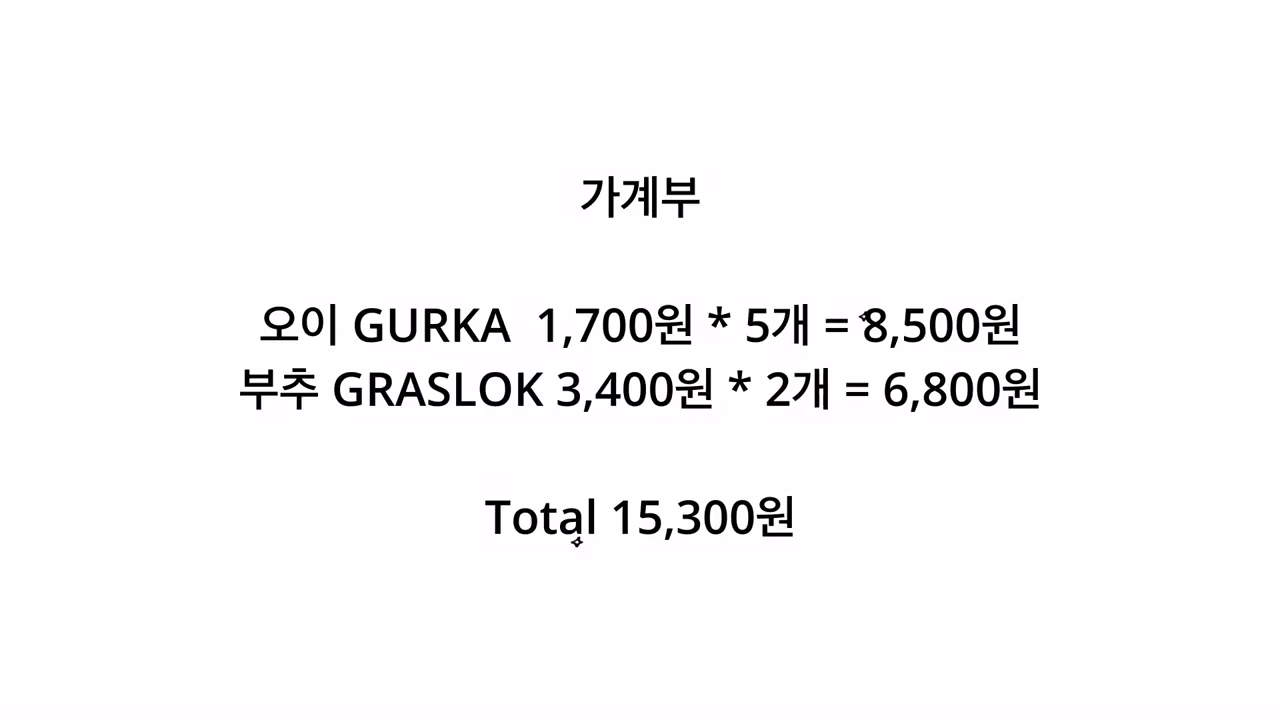 가계부
오이 GURKA 1,700원 * 5개 = 8,500원
부추 GRASLOK 3,400원 * 2개 = 6,800원
Total 15,300원